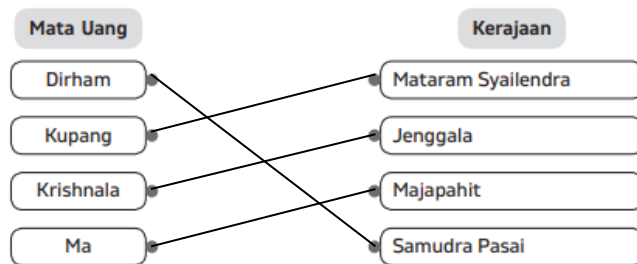 Mata Uang
Kerajaan
Dirham
Mataram Syailendra
Kupang
Jenggala
Krishnala
Majapahit
Ma
Samudra Pasai